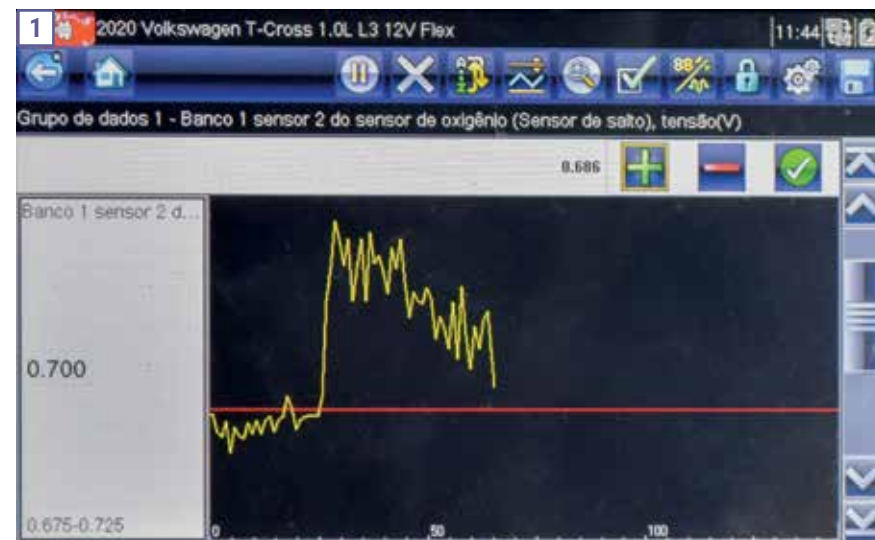 1
2020 Volkswagen T-Cross 1.0L L3 12V Flex
11:44
Grupo de dados 1 - Banco 1 sensor 2 do sensor de oxigênio (Sensor de salto), tensão(V)
0.686
Banco 1 sensor 2 d...
0.700
0.675-0.725
0
50
100